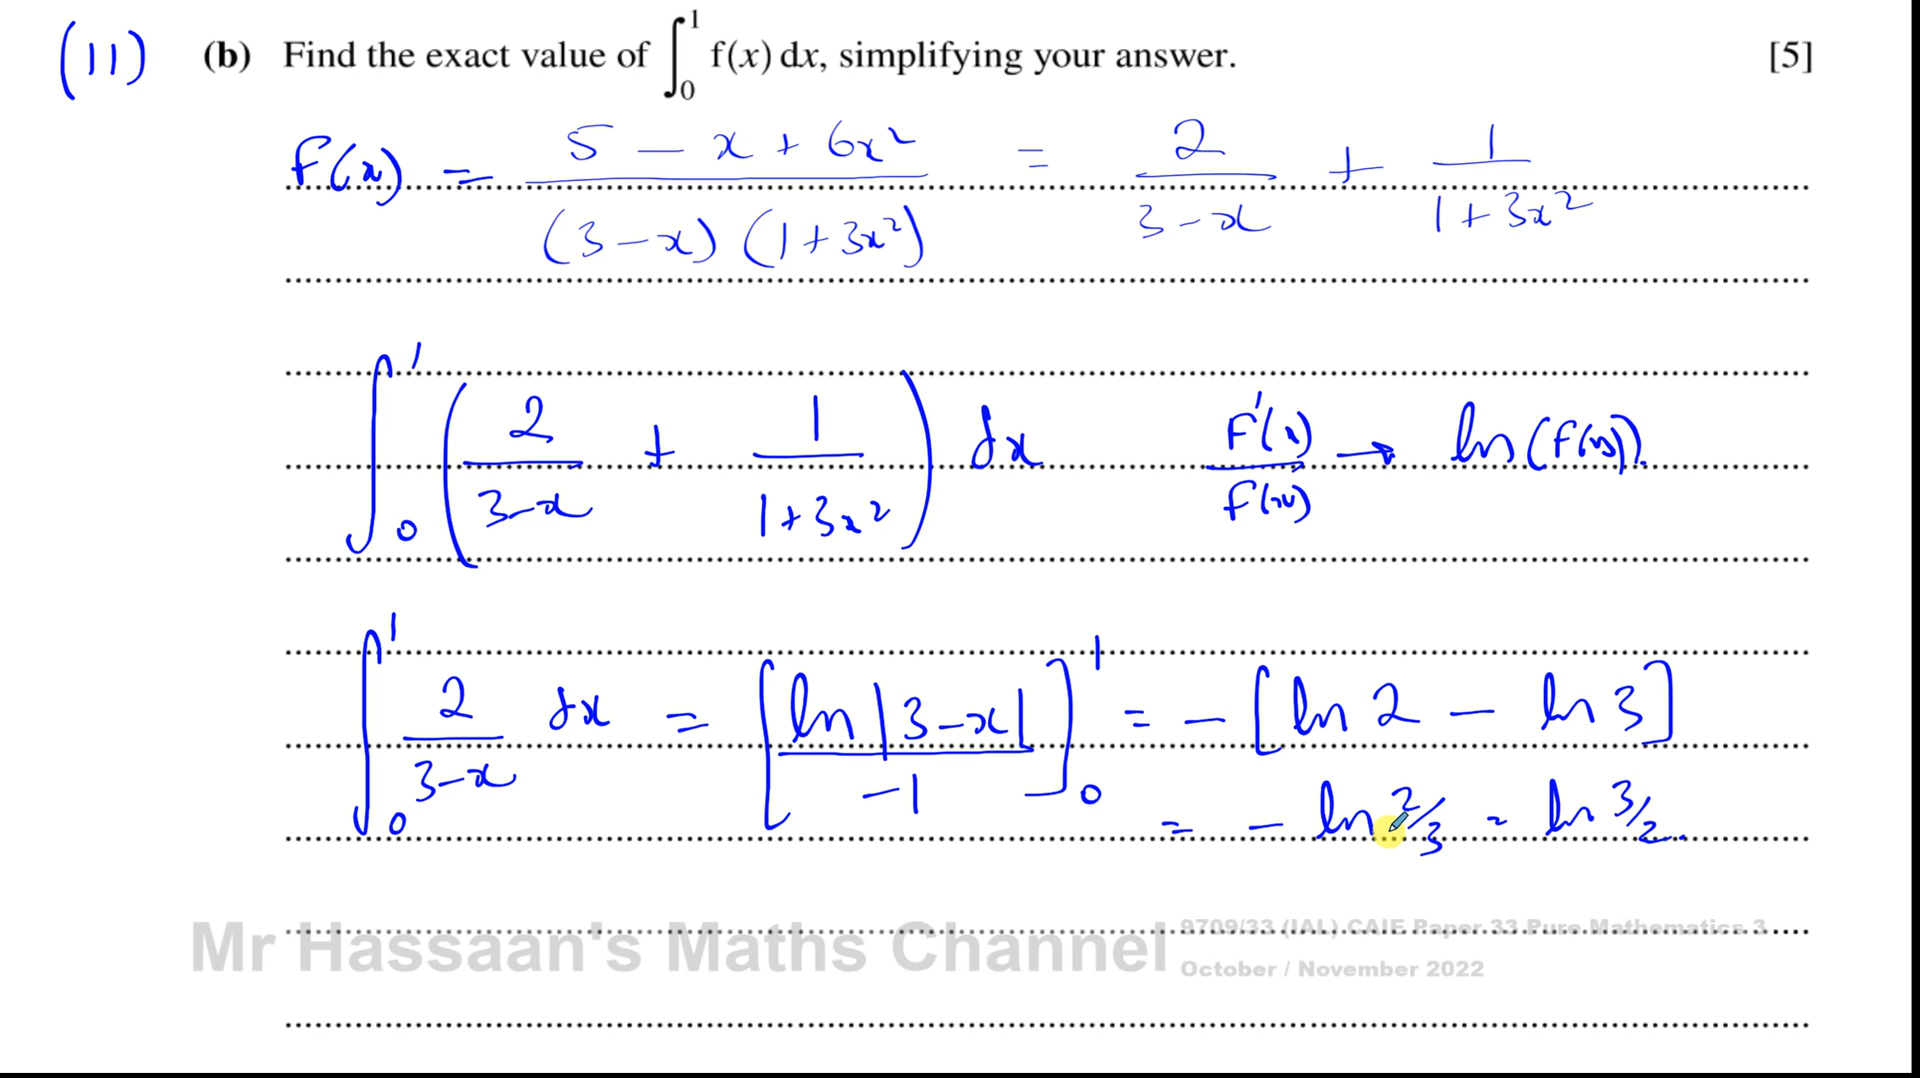 (11) (b) Find the exact value of ∫₀¹ f(x) dx, simplifying your answer. [5]
f(x) = (5 − x + 6x²) / ((3−x)(1+3x²)) = 2/(3−x) + 1/(1+3x²)
∫₀¹ (2/(3−x) + 1/(1+3x²)) dx   f'(x)/f(x) → ln(f(x)).
∫₀¹ 2/(3−x) dx = [ln|3−x| / −1]₀¹ = −[ln 2 − ln 3]
= − ln 2/3 = ln 3/2.
Mr Hassaan's Maths Channel
9709/33 (IAL) CAIE Paper 33 Pure Mathematics 3
October / November 2022